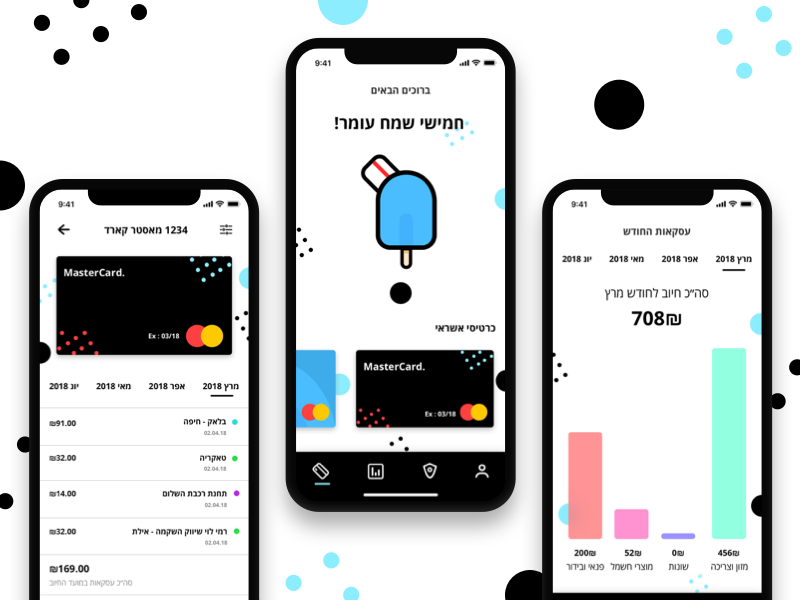 9:41
1234 מאסטר קארד
MasterCard.
Ex : 03/18
מרץ 2018
אפר 2018
מאי 2018
יונ 2018
בלאק - חיפה
₪91.00
02.04.18
טאקריה
₪32.00
02.04.18
תחנת רכבת השלום
₪14.00
02.04.18
רמי לוי שיווק השקמה - אילת
₪32.00
02.04.18
₪169.00
סה״כ עסקאות במועד החיוב
9:41
ברוכים הבאים
חמישי שמח עומר!
כרטיסי אשראי
MasterCard.
Ex : 03/18
9:41
עסקאות החודש
מרץ 2018
אפר 2018
מאי 2018
יונ 2018
סה״כ חיוב לחודש מרץ
708₪
456₪
0₪
52₪
200₪
מזון וצריכה
שונות
מוצרי חשמל
פנאי ובידור